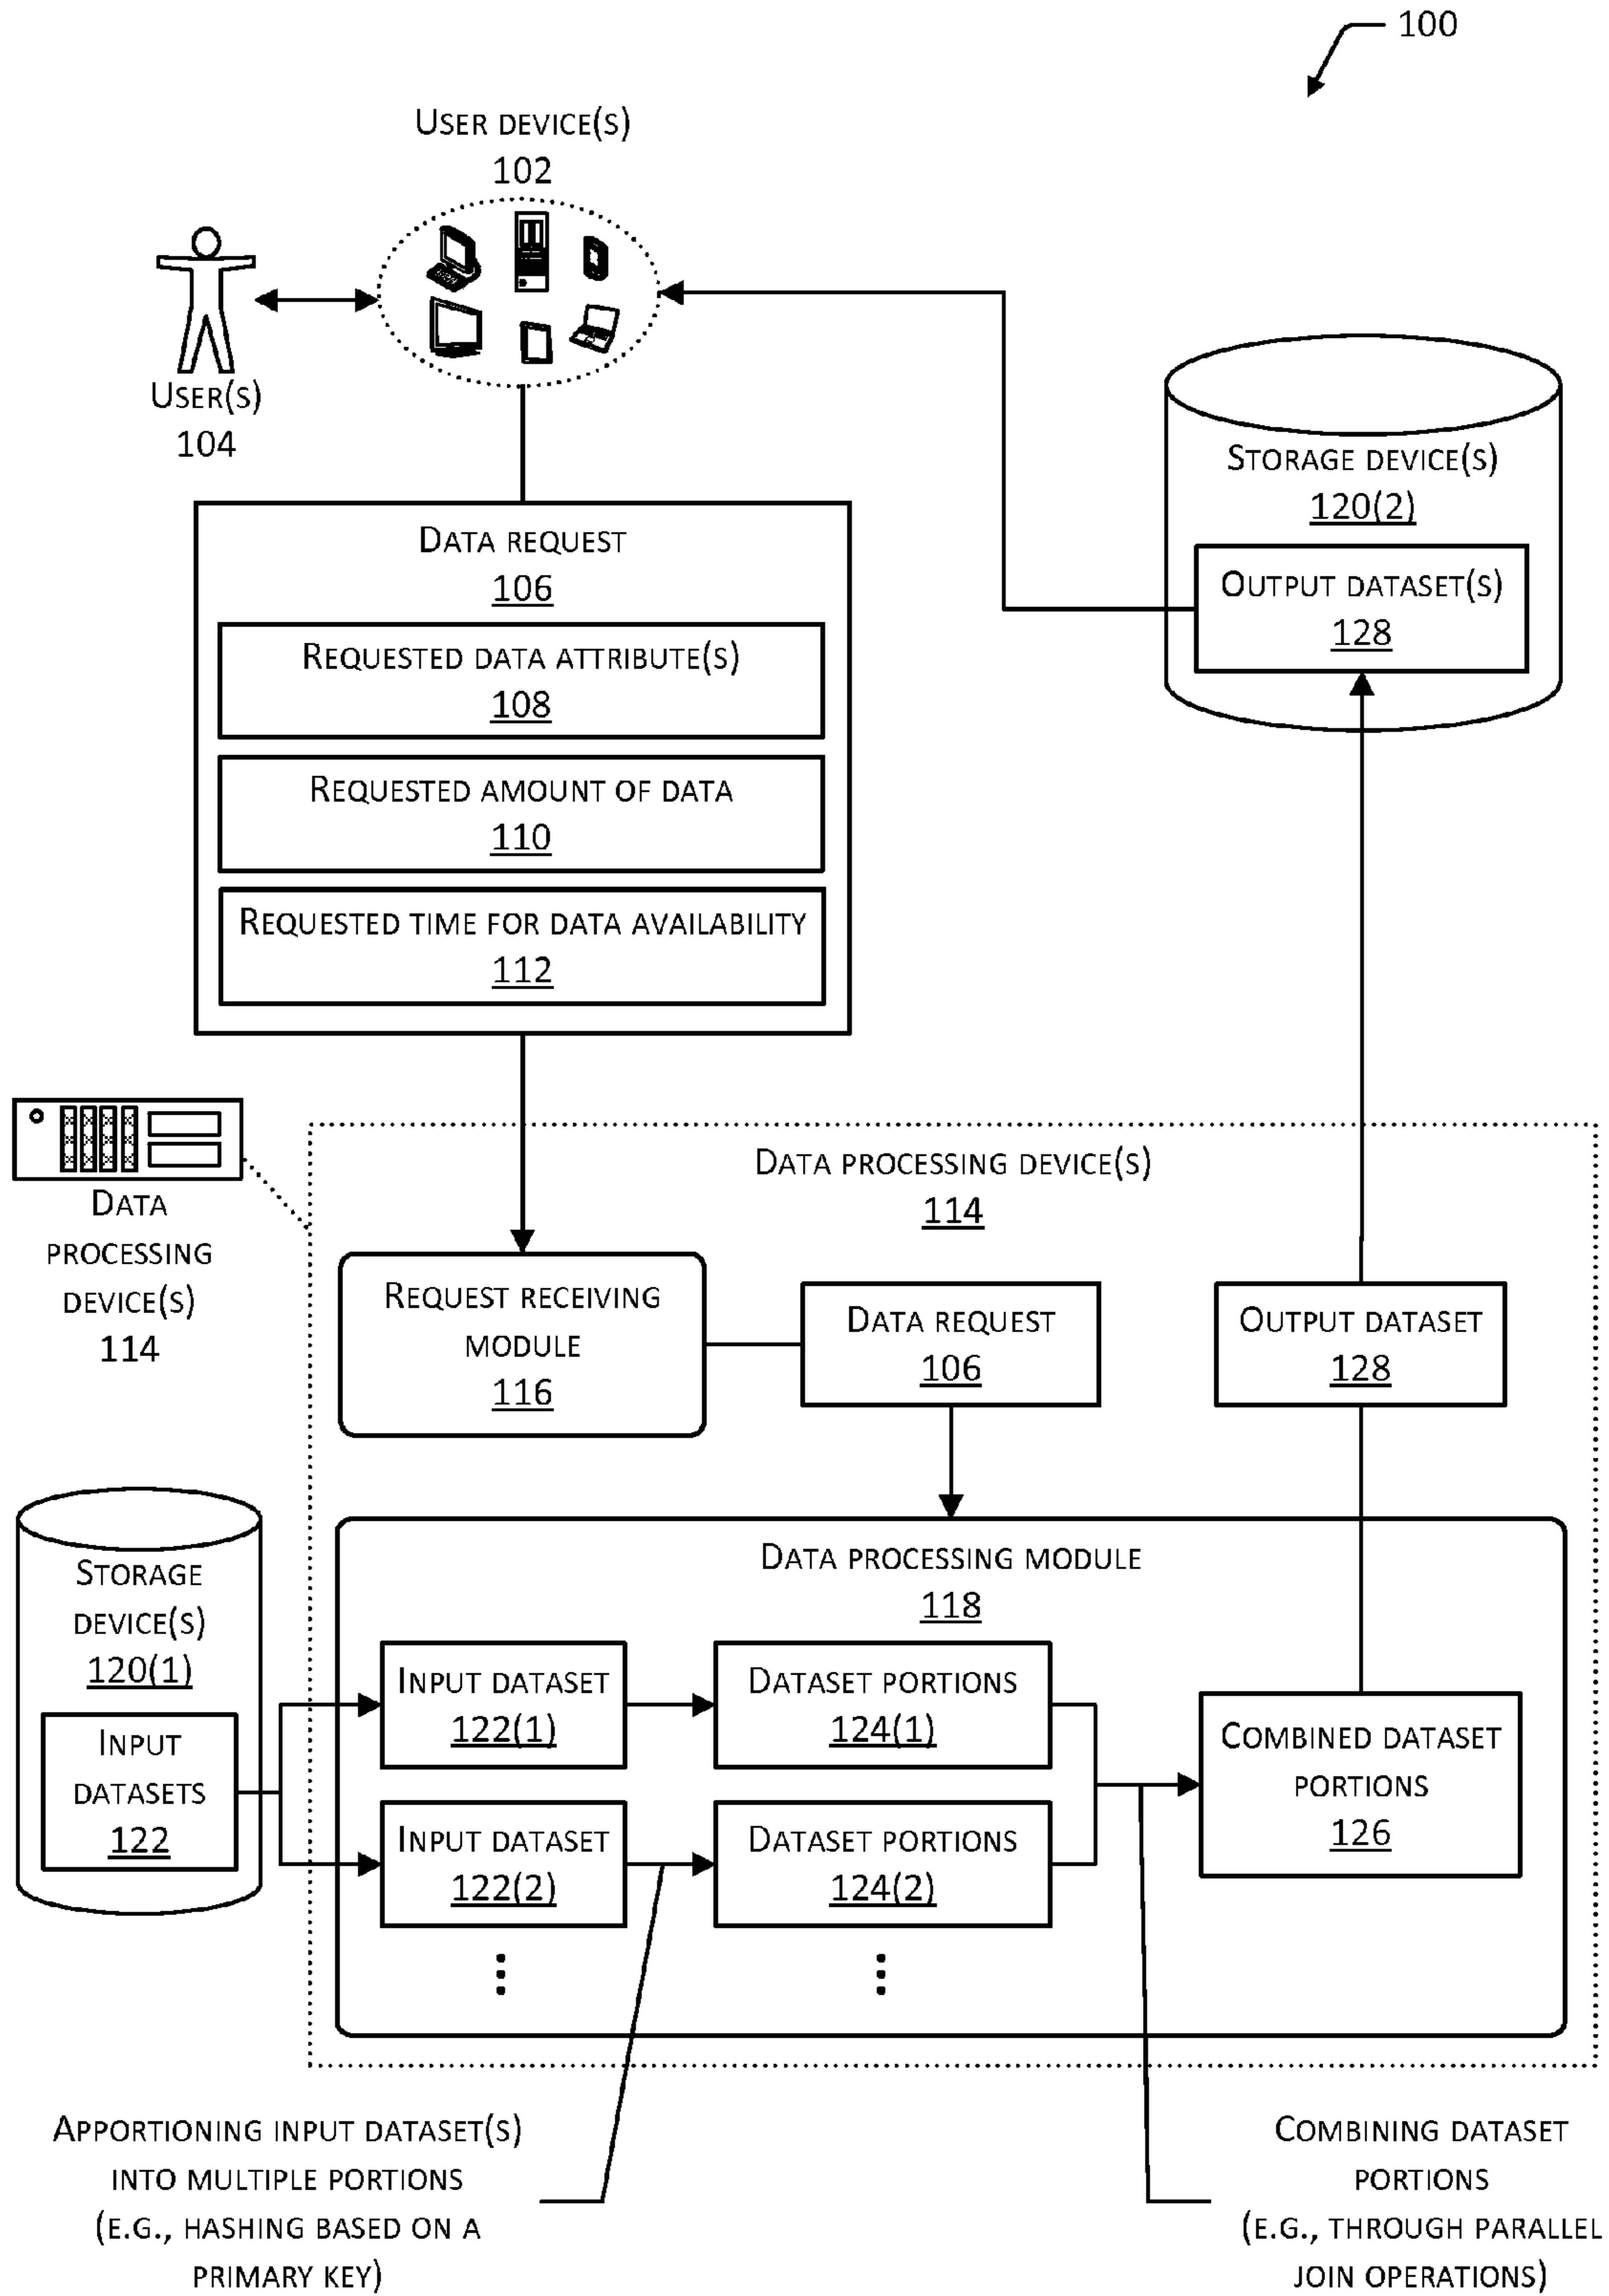 100
User device(s)
102
User(s)
104
Storage device(s)
120(2)
Output dataset(s)
128
Data request
106
Requested data attribute(s)
108
Requested amount of data
110
Requested time for data availability
112
Data
processing
device(s)
114
Data processing device(s)
114
Request receiving
module
116
Data request
106
Output dataset
128
Storage
device(s)
120(1)
Input
datasets
122
Data processing module
118
Input dataset
122(1)
Dataset portions
124(1)
Input dataset
122(2)
Dataset portions
124(2)
Combined dataset
portions
126
Apportioning input dataset(s)
into multiple portions
(e.g., hashing based on a
primary key)
Combining dataset
portions
(e.g., through parallel
join operations)